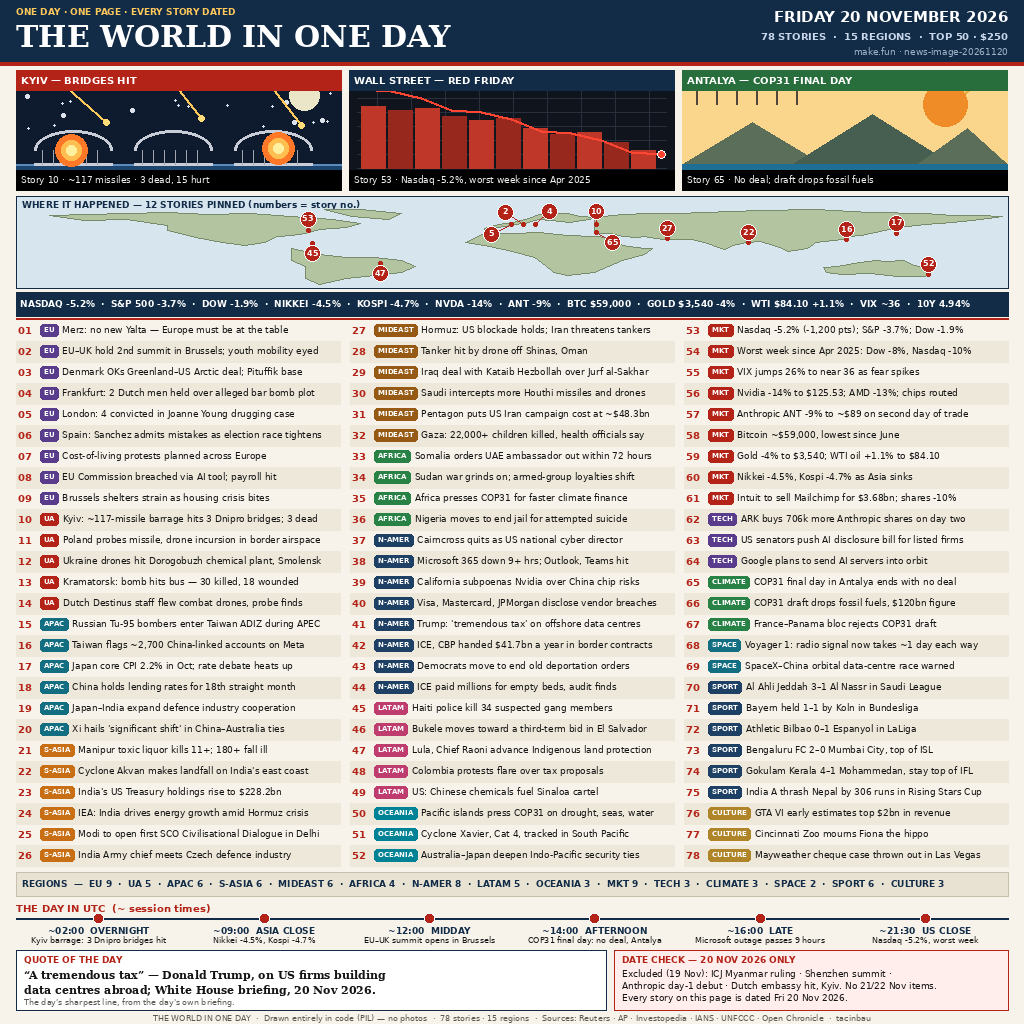 ONE DAY · ONE PAGE · EVERY STORY DATED
THE WORLD IN ONE DAY
FRIDAY 20 NOVEMBER 2026
78 STORIES · 15 REGIONS · TOP 50 · $250
make.fun · news-image-20261120
KYIV — BRIDGES HIT
Story 10 · ~117 missiles · 3 dead, 15 hurt
WALL STREET — RED FRIDAY
Story 53 · Nasdaq -5.2%, worst week since Apr 2025
ANTALYA — COP31 FINAL DAY
Story 65 · No deal; draft drops fossil fuels
WHERE IT HAPPENED — 12 STORIES PINNED (numbers = story no.)
53
2
4
10
5
65
27
22
16
17
45
47
52
NASDAQ -5.2% · S&P 500 -3.7% · DOW -1.9% · NIKKEI -4.5% · KOSPI -4.7% · NVDA -14% · ANT -9% · BTC $59,000 · GOLD $3,540 -4% · WTI $84.10 +1.1% · VIX ~36 · 10Y 4.94%
01 EU Merz: no new Yalta — Europe must be at the table
02 EU EU–UK hold 2nd summit in Brussels; youth mobility eyed
03 EU Denmark OKs Greenland–US Arctic deal; Pituffik base
04 EU Frankfurt: 2 Dutch men held over alleged bar bomb plot
05 EU London: 4 convicted in Joanne Young drugging case
06 EU Spain: Sanchez admits mistakes as election race tightens
07 EU Cost-of-living protests planned across Europe
08 EU EU Commission breached via AI tool; payroll hit
09 EU Brussels shelters strain as housing crisis bites
10 UA Kyiv: ~117-missile barrage hits 3 Dnipro bridges; 3 dead
11 UA Poland probes missile, drone incursion in border airspace
12 UA Ukraine drones hit Dorogobuzh chemical plant, Smolensk
13 UA Kramatorsk: bomb hits bus — 30 killed, 18 wounded
14 UA Dutch Destinus staff flew combat drones, probe finds
15 APAC Russian Tu-95 bombers enter Taiwan ADIZ during APEC
16 APAC Taiwan flags ~2,700 China-linked accounts on Meta
17 APAC Japan core CPI 2.2% in Oct; rate debate heats up
18 APAC China holds lending rates for 18th straight month
19 APAC Japan–India expand defence industry cooperation
20 APAC Xi hails 'significant shift' in China–Australia ties
21 S-ASIA Manipur toxic liquor kills 11+; 180+ fall ill
22 S-ASIA Cyclone Akvan makes landfall on India's east coast
23 S-ASIA India's US Treasury holdings rise to $228.2bn
24 S-ASIA IEA: India drives energy growth amid Hormuz crisis
25 S-ASIA Modi to open first SCO Civilisational Dialogue in Delhi
26 S-ASIA India Army chief meets Czech defence industry
27 MIDEAST Hormuz: US blockade holds; Iran threatens tankers
28 MIDEAST Tanker hit by drone off Shinas, Oman
29 MIDEAST Iraq deal with Kataib Hezbollah over Jurf al-Sakhar
30 MIDEAST Saudi intercepts more Houthi missiles and drones
31 MIDEAST Pentagon puts US Iran campaign cost at ~$48.3bn
32 MIDEAST Gaza: 22,000+ children killed, health officials say
33 AFRICA Somalia orders UAE ambassador out within 72 hours
34 AFRICA Sudan war grinds on; armed-group loyalties shift
35 AFRICA Africa presses COP31 for faster climate finance
36 AFRICA Nigeria moves to end jail for attempted suicide
37 N-AMER Cairncross quits as US national cyber director
38 N-AMER Microsoft 365 down 9+ hrs; Outlook, Teams hit
39 N-AMER California subpoenas Nvidia over China chip risks
40 N-AMER Visa, Mastercard, JPMorgan disclose vendor breaches
41 N-AMER Trump: 'tremendous tax' on offshore data centres
42 N-AMER ICE, CBP handed $41.7bn a year in border contracts
43 N-AMER Democrats move to end old deportation orders
44 N-AMER ICE paid millions for empty beds, audit finds
45 LATAM Haiti police kill 34 suspected gang members
46 LATAM Bukele moves toward a third-term bid in El Salvador
47 LATAM Lula, Chief Raoni advance Indigenous land protection
48 LATAM Colombia protests flare over tax proposals
49 LATAM US: Chinese chemicals fuel Sinaloa cartel
50 OCEANIA Pacific islands press COP31 on drought, seas, water
51 OCEANIA Cyclone Xavier, Cat 4, tracked in South Pacific
52 OCEANIA Australia–Japan deepen Indo-Pacific security ties
53 MKT Nasdaq -5.2% (-1,200 pts); S&P -3.7%; Dow -1.9%
54 MKT Worst week since Apr 2025: Dow -8%, Nasdaq -10%
55 MKT VIX jumps 26% to near 36 as fear spikes
56 MKT Nvidia -14% to $125.53; AMD -13%; chips routed
57 MKT Anthropic ANT -9% to ~$89 on second day of trade
58 MKT Bitcoin ~$59,000, lowest since June
59 MKT Gold -4% to $3,540; WTI oil +1.1% to $84.10
60 MKT Nikkei -4.5%, Kospi -4.7% as Asia sinks
61 MKT Intuit to sell Mailchimp for $3.68bn; shares -10%
62 TECH ARK buys 706k more Anthropic shares on day two
63 TECH US senators push AI disclosure bill for listed firms
64 TECH Google plans to send AI servers into orbit
65 CLIMATE COP31 final day in Antalya ends with no deal
66 CLIMATE COP31 draft drops fossil fuels, $120bn figure
67 CLIMATE France–Panama bloc rejects COP31 draft
68 SPACE Voyager 1: radio signal now takes ~1 day each way
69 SPACE SpaceX–China orbital data-centre race warned
70 SPORT Al Ahli Jeddah 3–1 Al Nassr in Saudi League
71 SPORT Bayern held 1–1 by Koln in Bundesliga
72 SPORT Athletic Bilbao 0–1 Espanyol in LaLiga
73 SPORT Bengaluru FC 2–0 Mumbai City, top of ISL
74 SPORT Gokulam Kerala 4–1 Mohammedan, stay top of IFL
75 SPORT India A thrash Nepal by 306 runs in Rising Stars Cup
76 CULTURE GTA VI early estimates top $2bn in revenue
77 CULTURE Cincinnati Zoo mourns Fiona the hippo
78 CULTURE Mayweather cheque case thrown out in Las Vegas
REGIONS — EU 9 · UA 5 · APAC 6 · S-ASIA 6 · MIDEAST 6 · AFRICA 4 · N-AMER 8 · LATAM 5 · OCEANIA 3 · MKT 9 · TECH 3 · CLIMATE 3 · SPACE 2 · SPORT 6 · CULTURE 3
THE DAY IN UTC (~ session times)
~02:00 OVERNIGHT
Kyiv barrage: 3 Dnipro bridges hit
~09:00 ASIA CLOSE
Nikkei -4.5%, Kospi -4.7%
~12:00 MIDDAY
EU–UK summit opens in Brussels
~14:00 AFTERNOON
COP31 final day: no deal, Antalya
~16:00 LATE
Microsoft outage passes 9 hours
~21:30 US CLOSE
Nasdaq -5.2%, worst week
QUOTE OF THE DAY
“A tremendous tax” — Donald Trump, on US firms building
data centres abroad; White House briefing, 20 Nov 2026.
The day's sharpest line, from the day's own briefing.
DATE CHECK — 20 NOV 2026 ONLY
Excluded (19 Nov): ICJ Myanmar ruling · Shenzhen summit ·
Anthropic day-1 debut · Dutch embassy hit, Kyiv. No 21/22 Nov items.
Every story on this page is dated Fri 20 Nov 2026.
THE WORLD IN ONE DAY · Drawn entirely in code (PIL) — no photos · 78 stories · 15 regions · Sources: Reuters · AP · Investopedia · IANS · UNFCCC · Open Chronicle · tacinbau